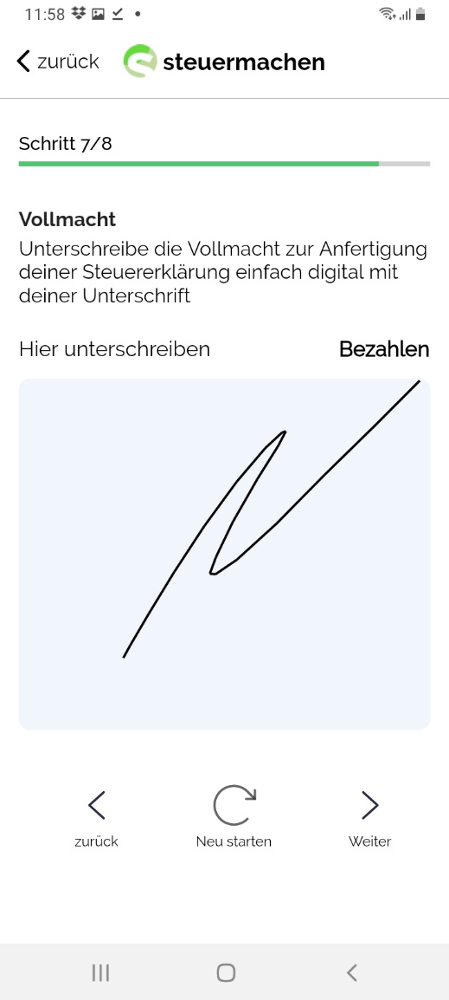 11:58
zurück steuermachen
Schritt 7/8
Vollmacht
Unterschreibe die Vollmacht zur Anfertigung
deiner Steuererklärung einfach digital mit
deiner Unterschrift
Hier unterschreiben Bezahlen
zurück Neu starten Weiter